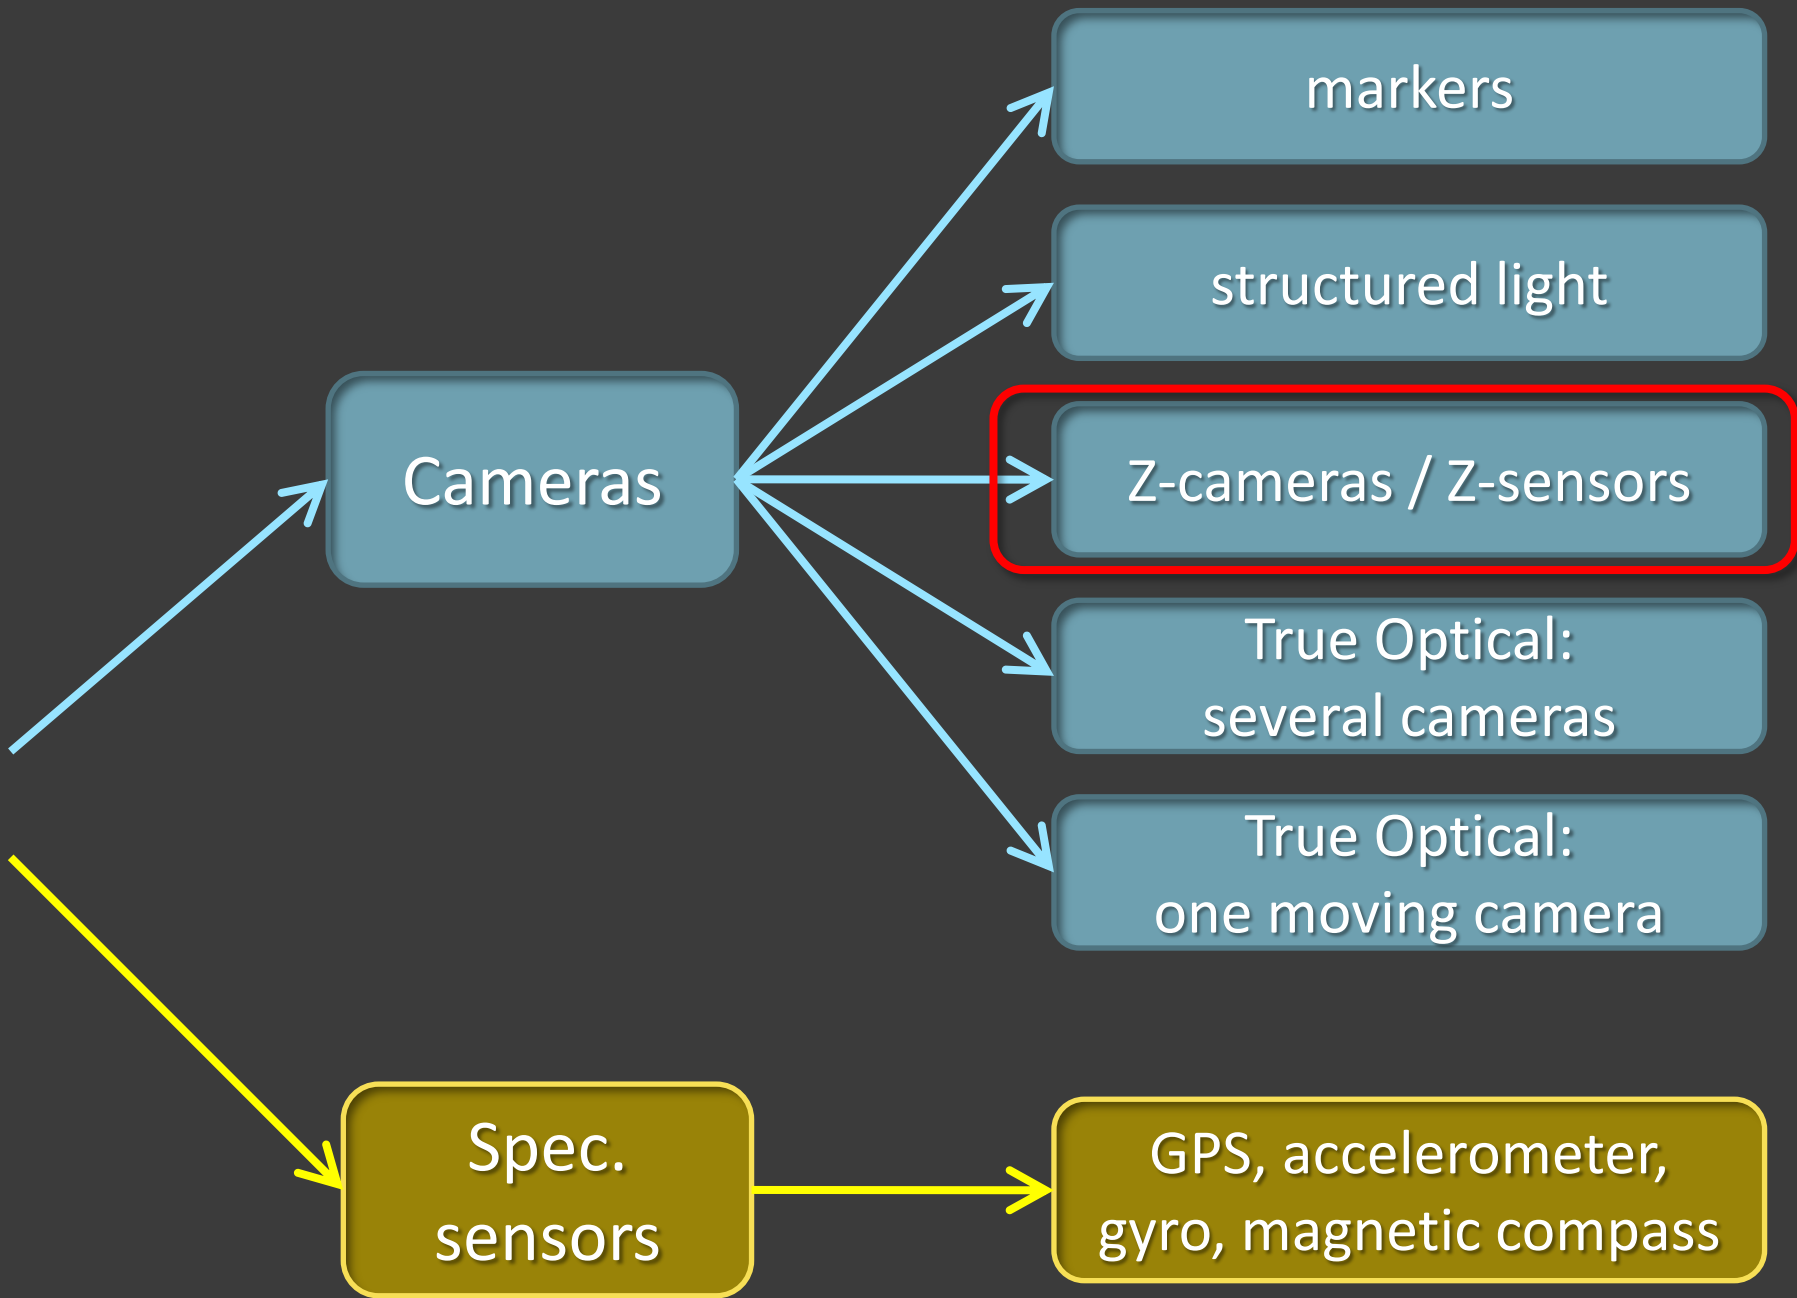 markers
structured light
Cameras
Z-cameras / Z-sensors
True Optical:
several cameras
True Optical:
one moving camera
Spec.
sensors
GPS, accelerometer,
gyro, magnetic compass